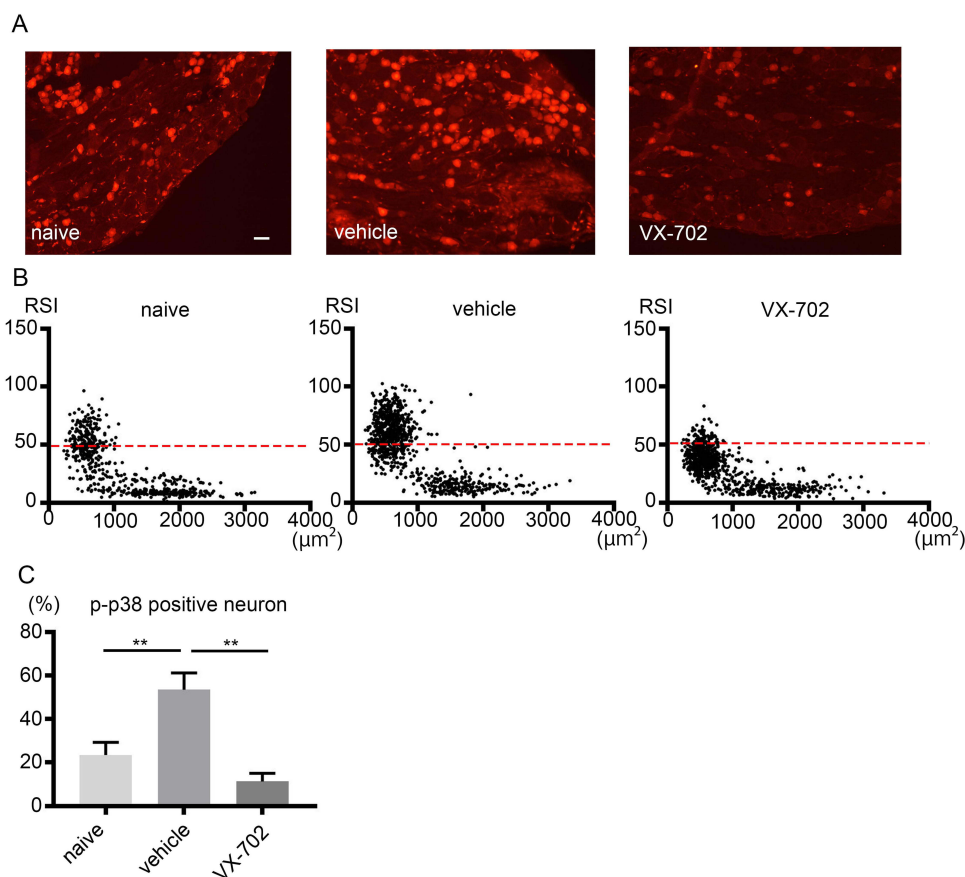 A
naive
vehicle
VX-702
B
RSI
naive
150
100
50
0
0
1000
2000
3000
4000
(μm²)
RSI
vehicle
150
100
50
0
0
1000
2000
3000
4000
(μm²)
RSI
VX-702
150
100
50
0
0
1000
2000
3000
4000
(μm²)
C
(%)
p-p38 positive neuron
80
60
40
20
0
**
**
naive
vehicle
VX-702